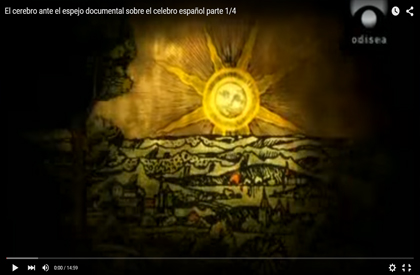 El cerebro ante el espejo documental sobre el celebro español parte 1/4
odisea
0:00 / 14:59